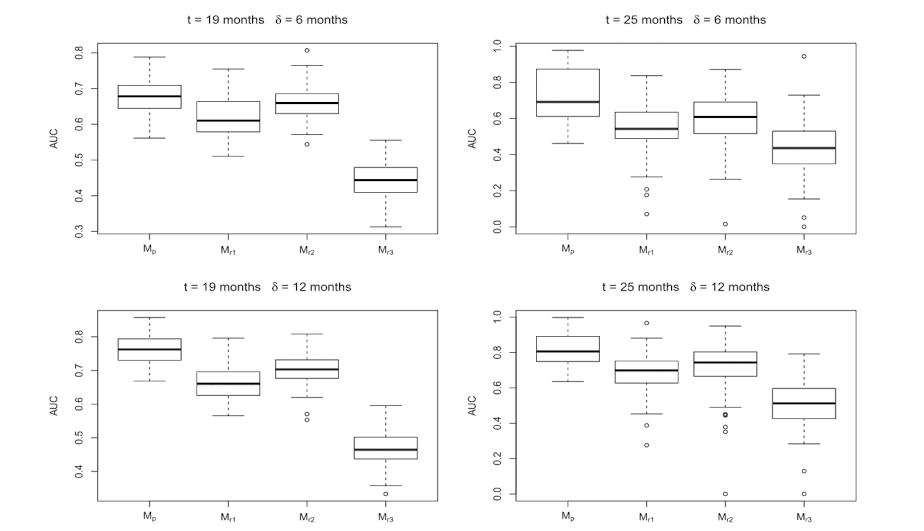 t = 19 months δ = 6 months
AUC
0.8
0.7
0.6
0.5
0.4
0.3
Mp Mr1 Mr2 Mr3
t = 25 months δ = 6 months
AUC
1.0
0.8
0.6
0.4
0.2
0.0
Mp Mr1 Mr2 Mr3
t = 19 months δ = 12 months
AUC
0.8
0.7
0.6
0.5
0.4
Mp Mr1 Mr2 Mr3
t = 25 months δ = 12 months
AUC
1.0
0.8
0.6
0.4
0.2
0.0
Mp Mr1 Mr2 Mr3